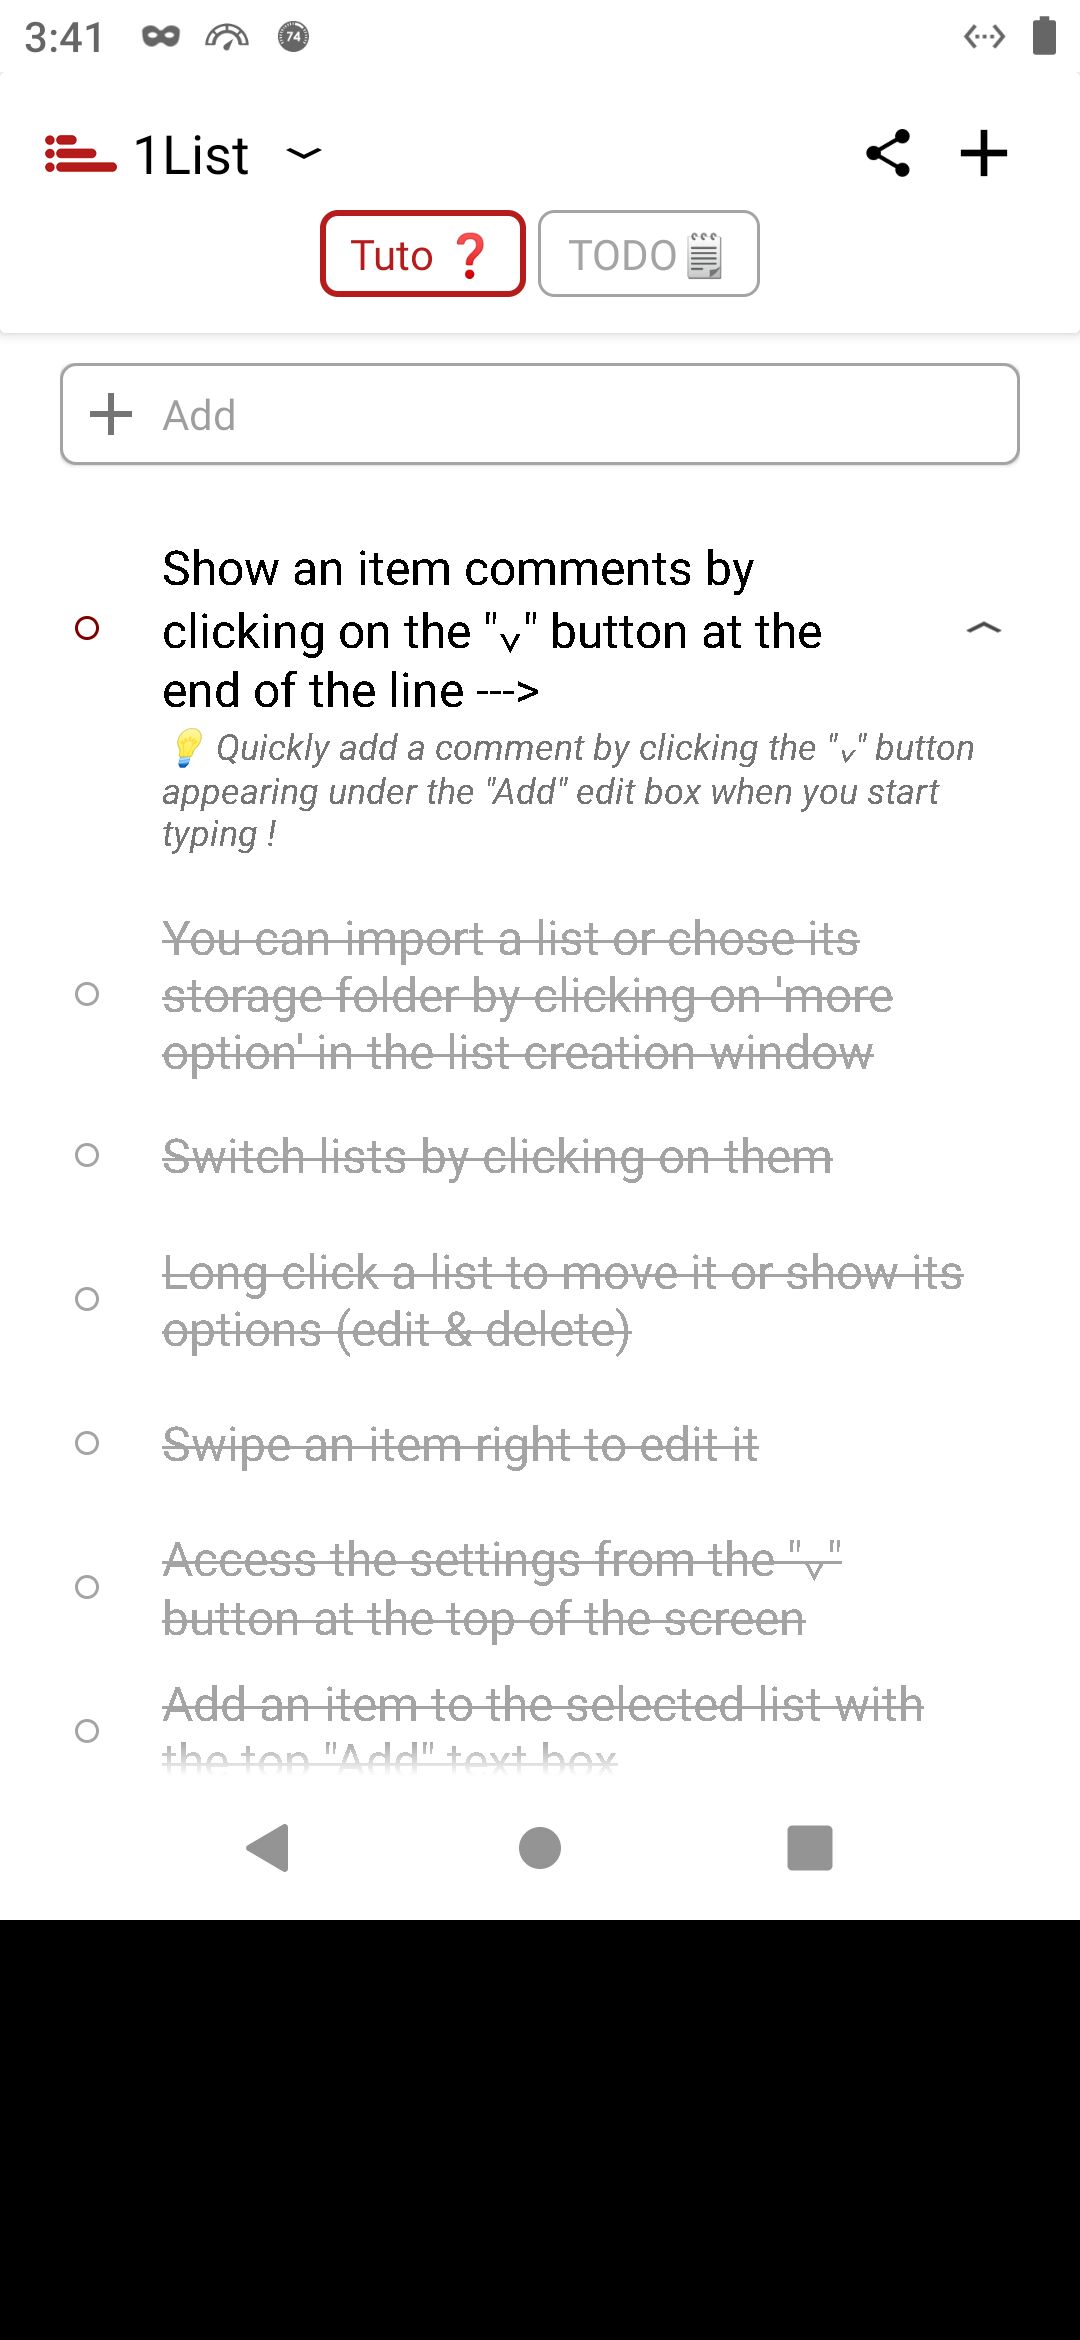 3:41
74
1List
Tuto ❓
TODO
Add
Show an item comments by
clicking on the "˅" button at the
end of the line --->
💡 Quickly add a comment by clicking the "˅" button
appearing under the "Add" edit box when you start
typing !
You can import a list or chose its
storage folder by clicking on 'more
option' in the list creation window
Switch lists by clicking on them
Long click a list to move it or show its
options (edit & delete)
Swipe an item right to edit it
Access the settings from the "˅"
button at the top of the screen
Add an item to the selected list with
the top "Add" text box